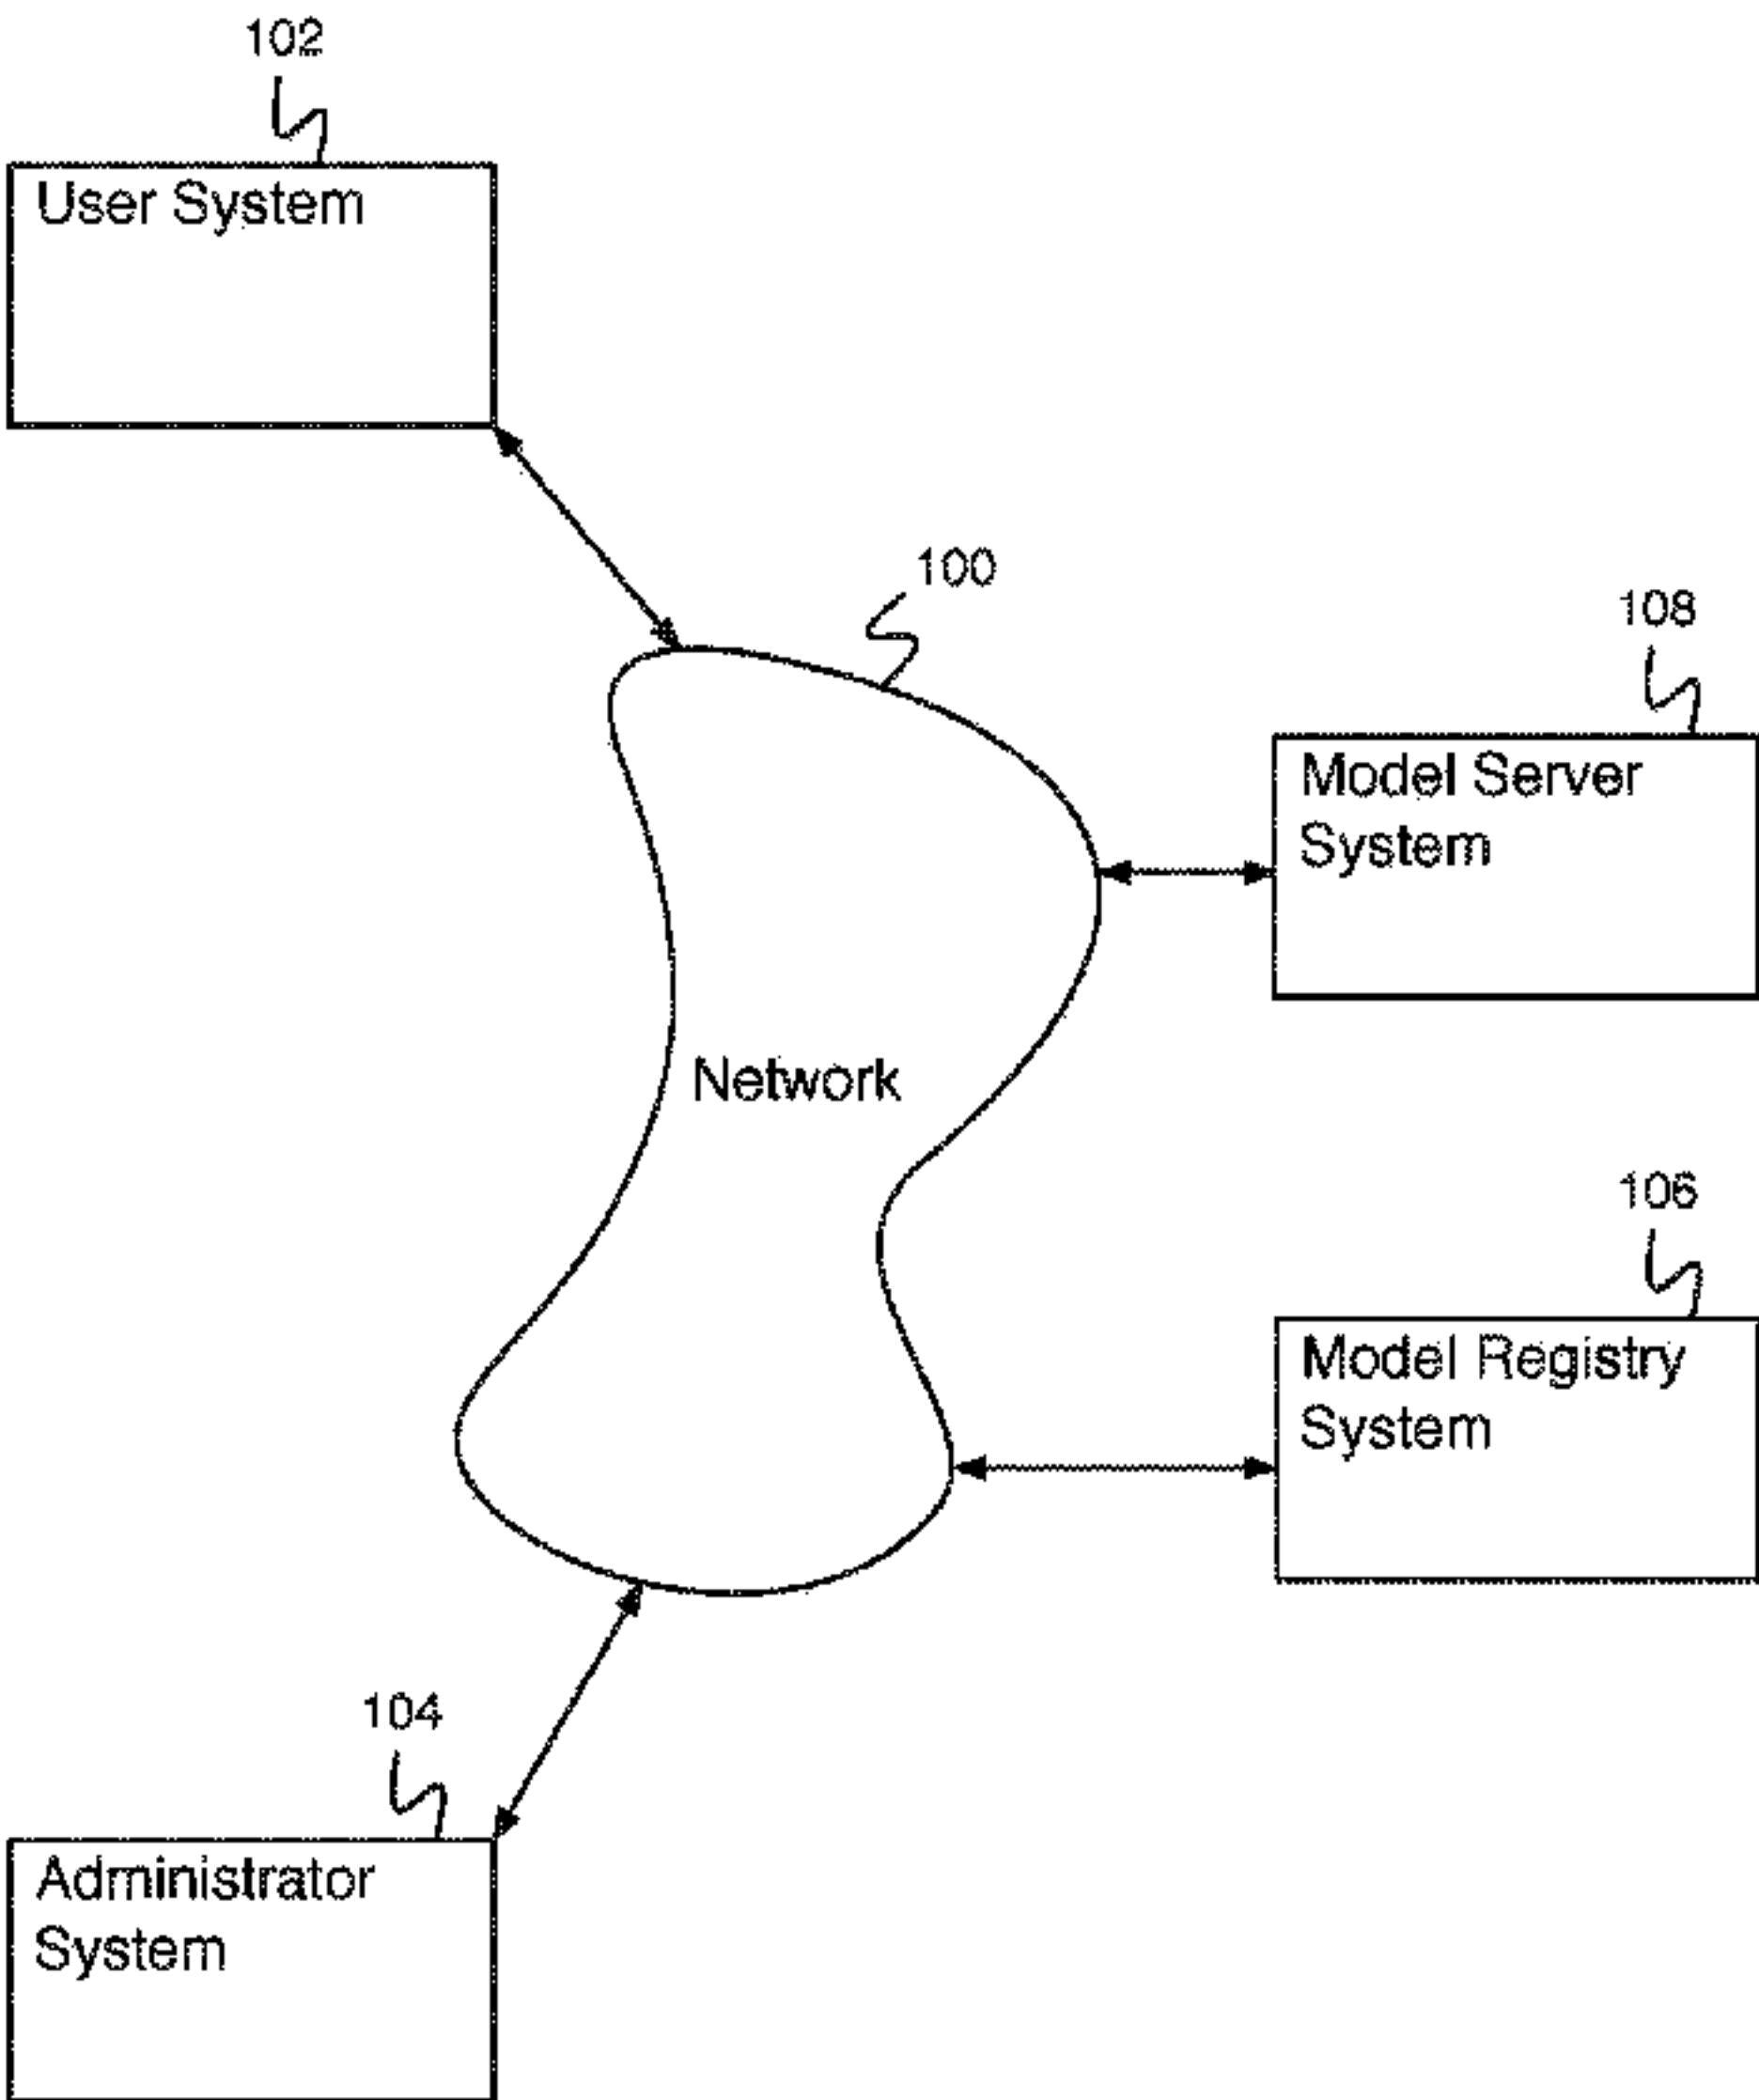 102
User System
100
108
Model Server
System
Network
106
Model Registry
System
104
Administrator
System